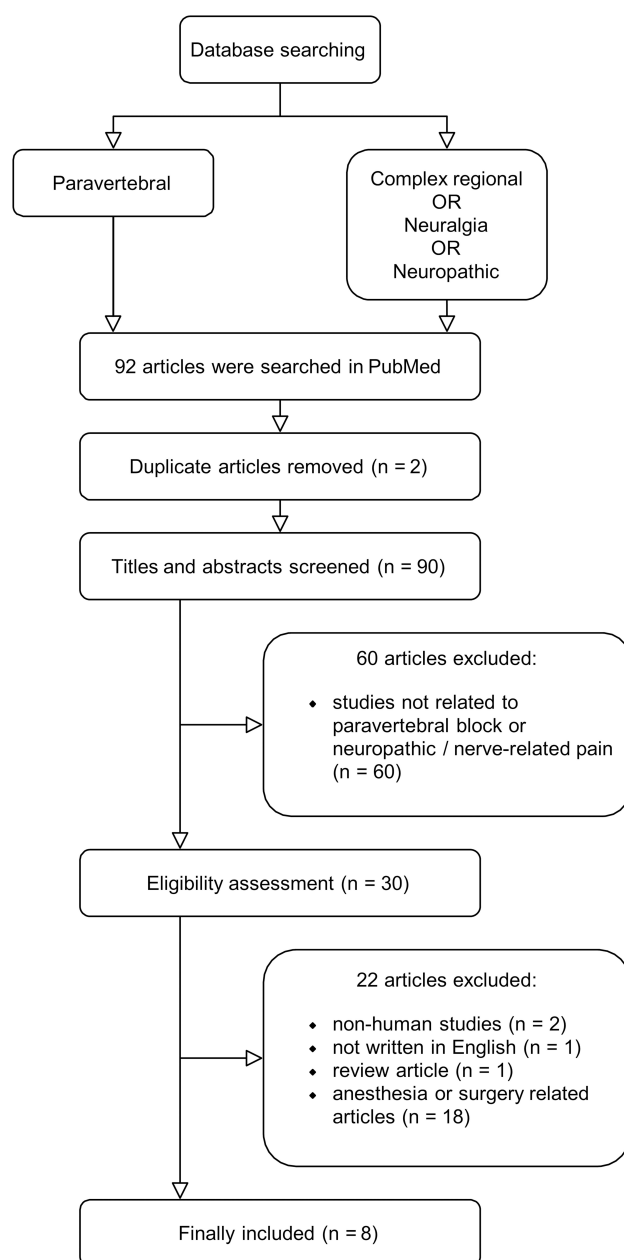 Database searching
Paravertebral
Complex regional
OR
Neuralgia
OR
Neuropathic
92 articles were searched in PubMed
Duplicate articles removed (n = 2)
Titles and abstracts screened (n = 90)
60 articles excluded:
• studies not related to
paravertebral block or
neuropathic / nerve-related pain
(n = 60)
Eligibility assessment (n = 30)
22 articles excluded:
• non-human studies (n = 2)
• not written in English (n = 1)
• review article (n = 1)
• anesthesia or surgery related
articles (n = 18)
Finally included (n = 8)